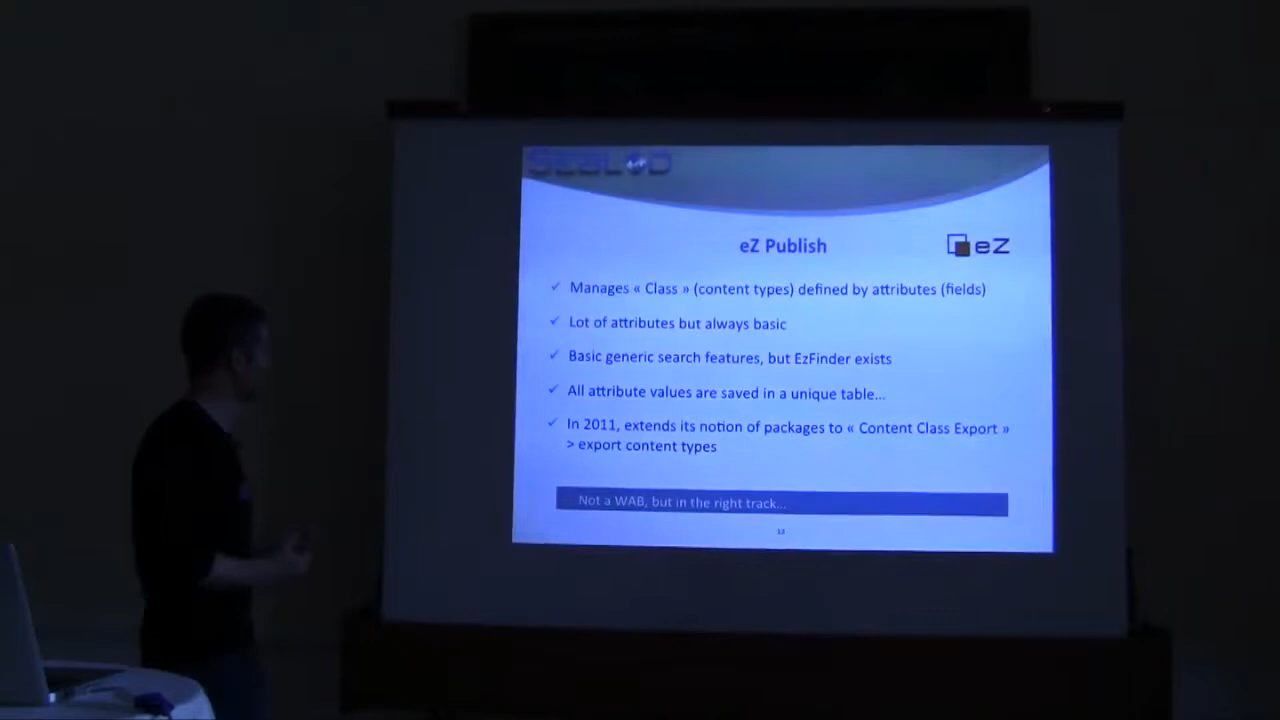 eZ Publish
eZ
Manages « Class » (content types) defined by attributes (fields)
Lot of attributes but always basic
Basic generic search features, but EzFinder exists
All attribute values are saved in a unique table...
In 2011, extends its notion of packages to « Content Class Export »
> export content types
Not a WAB, but in the right track...